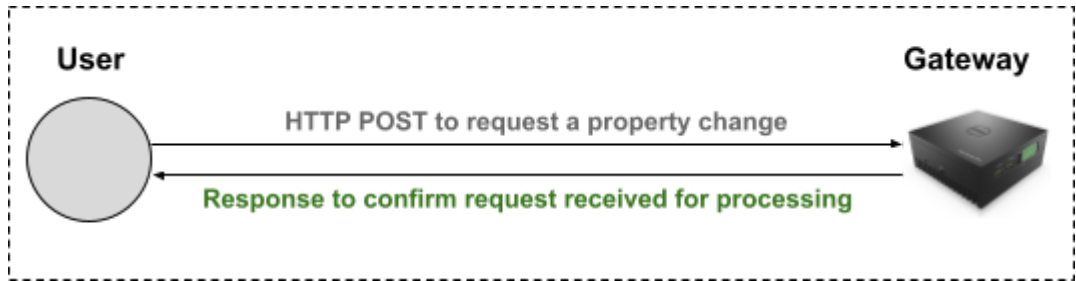 User
Gateway
HTTP POST to request a property change
Response to confirm request received for processing